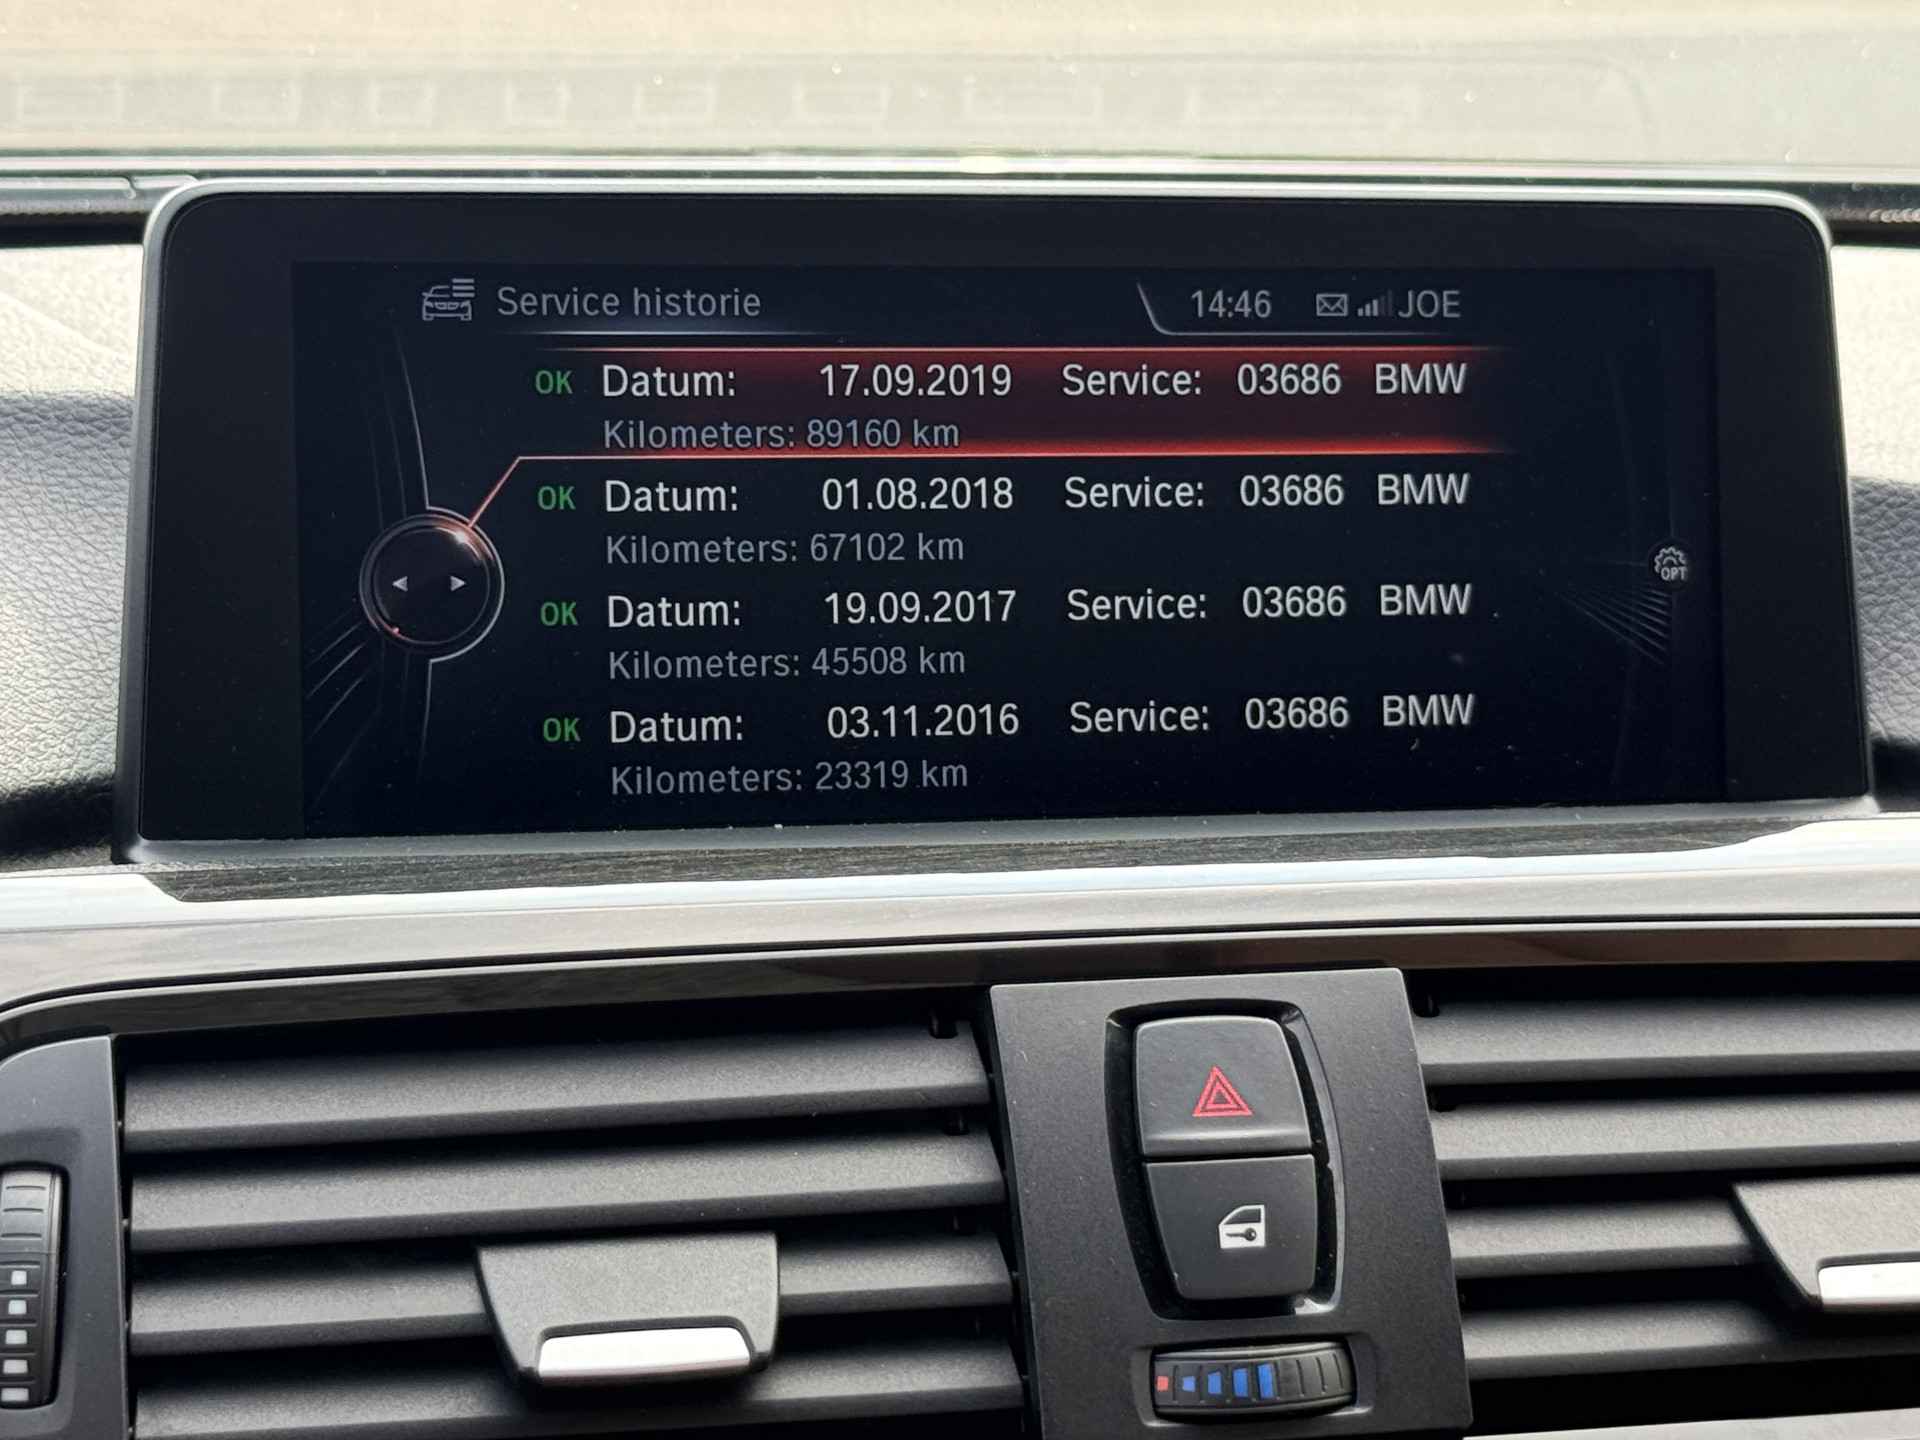 Service historie 14:46 JOE
OK Datum: 17.09.2019 Service: 03686 BMW
Kilometers: 89160 km
OK Datum: 01.08.2018 Service: 03686 BMW
Kilometers: 67102 km
OK Datum: 19.09.2017 Service: 03686 BMW
Kilometers: 45508 km
OK Datum: 03.11.2016 Service: 03686 BMW
Kilometers: 23319 km
OPT